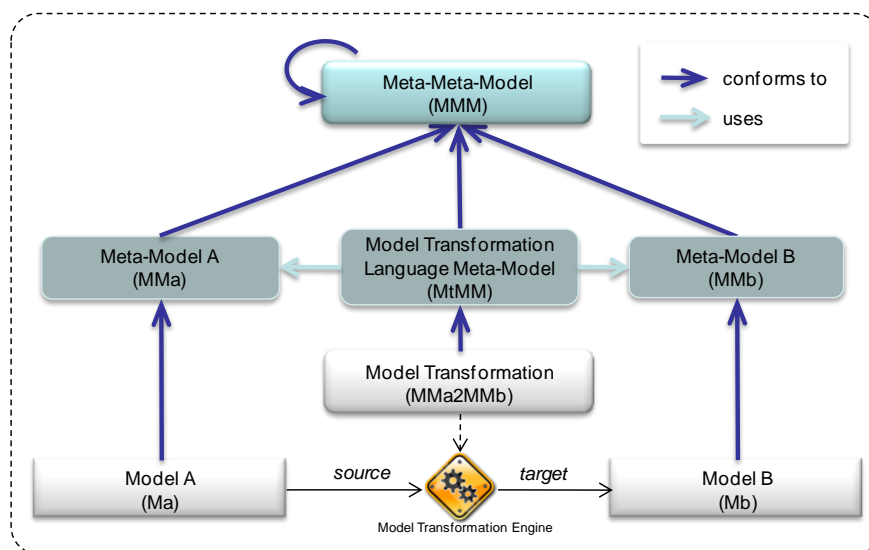 Meta-Meta-Model
(MMM)
conforms to
uses
Meta-Model A
(MMa)
Model Transformation
Language Meta-Model
(MtMM)
Meta-Model B
(MMb)
Model Transformation
(MMa2MMb)
Model A
(Ma)
source
target
Model B
(Mb)
Model Transformation Engine